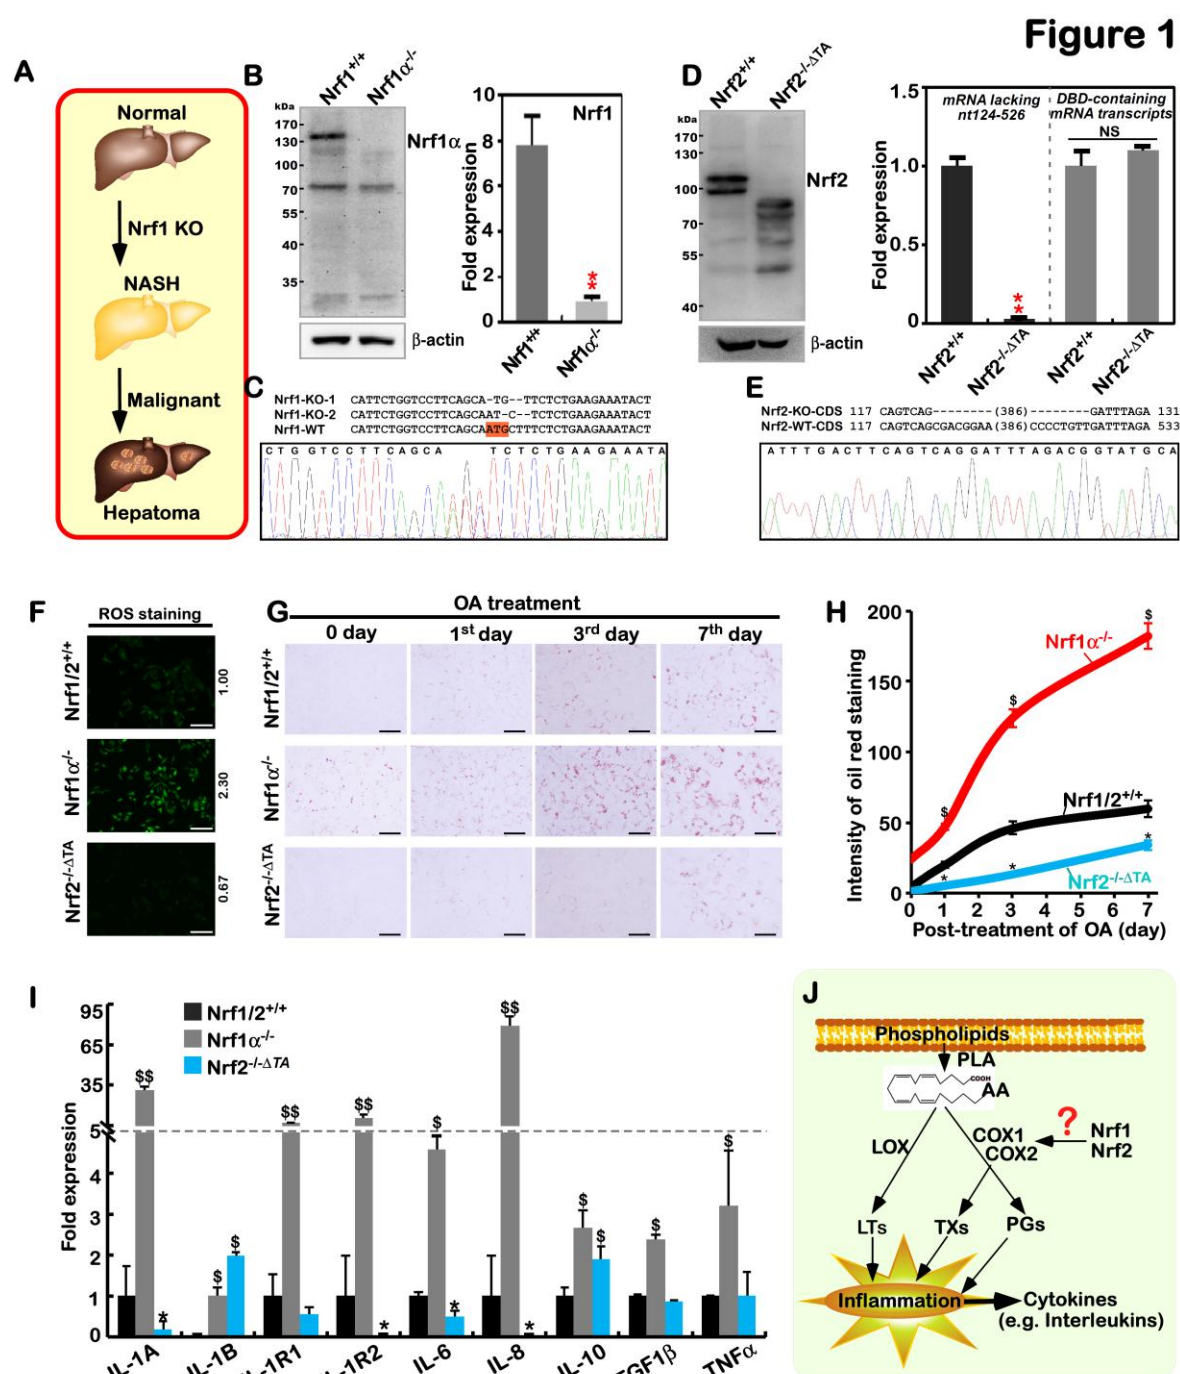 Figure 1
A
Normal
Nrf1 KO
NASH
Malignant
Hepatoma
B
Nrf1+/+
Nrf1α-/-
kDa
170
130
100
70
55
40
35
Nrf1α
β-actin
10
8
6
4
2
0
Fold expression
Nrf1
**
Nrf1+/+
Nrf1α-/-
C
Nrf1-KO-1 CATTCTGGTCCTTCAGCA-TG--TTCTCTGAAGAAATACT
Nrf1-KO-2 CATTCTGGTCCTTCAGCAAT-C--TTCTCTGAAGAAATACT
Nrf1-WT CATTCTGGTCCTTCAGCAATGCTTTCTCTGAAGAAATACT
C T G G T C C T T C A G C A T C T C T G A A G A A A T A
D
Nrf2+/+
Nrf2-/-ΔTA
kDa
170
130
100
70
55
40
Nrf2
β-actin
1.5
1.0
0.5
0
Fold expression
mRNA lacking
nt124-526
DBD-containing
mRNA transcripts
NS
**
Nrf2+/+
Nrf2-/-ΔTA
Nrf2+/+
Nrf2-/-ΔTA
E
Nrf2-KO-CDS 117 CAGTCAG--------(386)--------GATTTAGA 131
Nrf2-WT-CDS 117 CAGTCAGCGACGGAA(386)CCCCTGTTGATTTAGA 533
A T T T G A C T T C A G T C A G G A T T T A G A C G G T A T G C A
F
ROS staining
Nrf1/2+/+
1.00
Nrf1α-/-
2.30
Nrf2-/-ΔTA
0.67
G
OA treatment
0 day
1st day
3rd day
7th day
Nrf1/2+/+
Nrf1α-/-
Nrf2-/-ΔTA
H
200
150
100
50
0
Intensity of oil red staining
Nrf1α-/-
Nrf1/2+/+
Nrf2-/-ΔTA
$
$
$
*
*
*
0 1 2 3 4 5 6 7
Post-treatment of OA (day)
I
95
65
35
5
4
3
2
1
0
Fold expression
Nrf1/2+/+
Nrf1α-/-
Nrf2-/-ΔTA
$$
*
$
$
$$
$$
*
$
*
$$
*
$
$
$
$
IL-1A
IL-1B
IL-1R1
IL-1R2
IL-6
IL-8
IL-10
TGF1β
TNFα
J
Phospholipids
PLA
COOH
AA
LOX
COX1
COX2
?
Nrf1
Nrf2
LTs
TXs
PGs
Inflammation
Cytokines
(e.g. Interleukins)